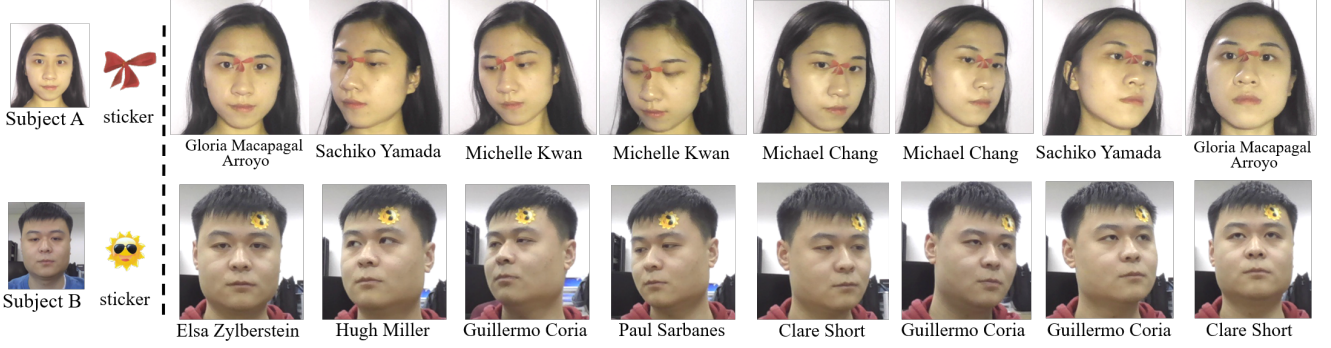 Subject A
sticker
Gloria Macapagal
Arroyo
Sachiko Yamada
Michelle Kwan
Michelle Kwan
Michael Chang
Michael Chang
Sachiko Yamada
Gloria Macapagal
Arroyo
Subject B
sticker
Elsa Zylberstein
Hugh Miller
Guillermo Coria
Paul Sarbanes
Clare Short
Guillermo Coria
Guillermo Coria
Clare Short